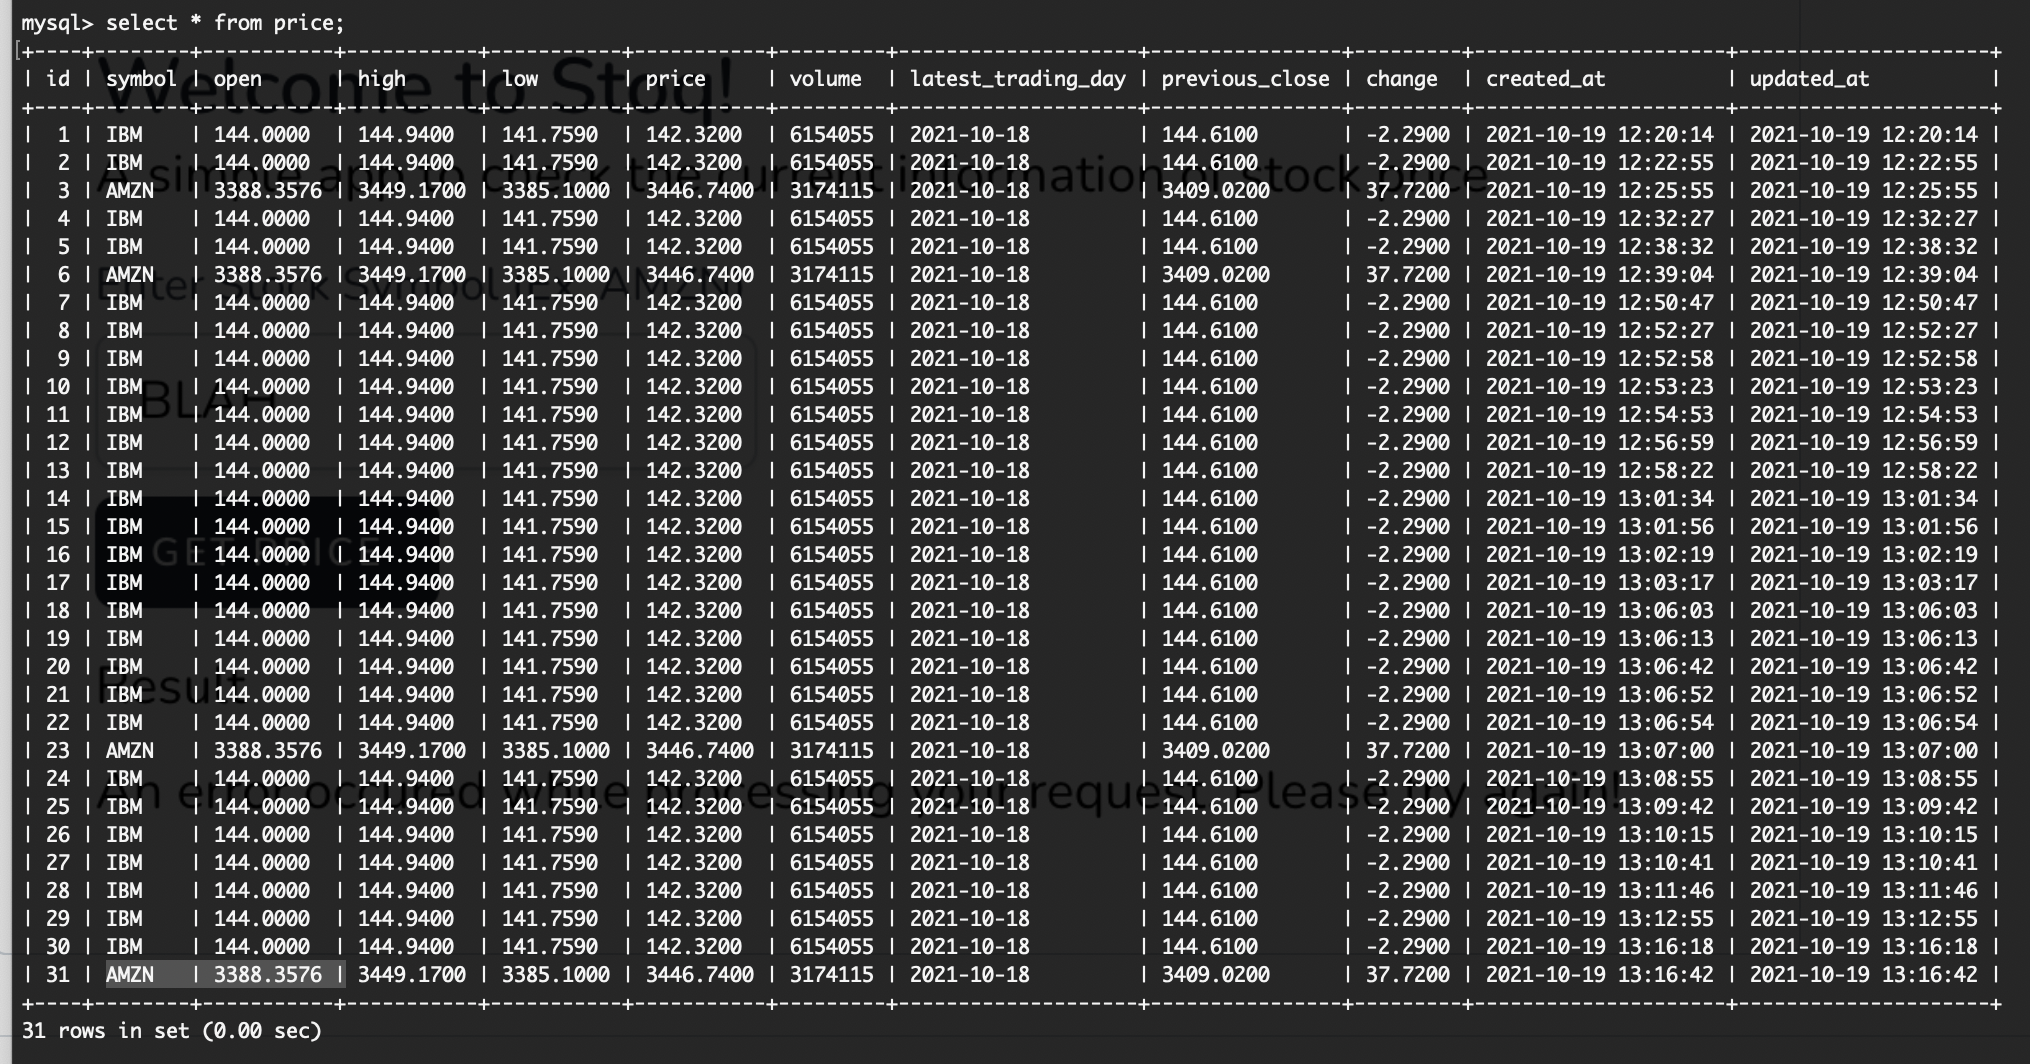 mysql> select * from price;
+----+--------+-----------+-----------+-----------+-----------+---------+--------------------+----------------+---------+---------------------+---------------------+
| id | symbol | open | high | low | price | volume | latest_trading_day | previous_close | change | created_at | updated_at |
+----+--------+-----------+-----------+-----------+-----------+---------+--------------------+----------------+---------+---------------------+---------------------+
| 1 | IBM | 144.0000 | 144.9400 | 141.7590 | 142.3200 | 6154055 | 2021-10-18 | 144.6100 | -2.2900 | 2021-10-19 12:20:14 | 2021-10-19 12:20:14 |
| 2 | IBM | 144.0000 | 144.9400 | 141.7590 | 142.3200 | 6154055 | 2021-10-18 | 144.6100 | -2.2900 | 2021-10-19 12:22:55 | 2021-10-19 12:22:55 |
| 3 | AMZN | 3388.3576 | 3449.1700 | 3385.1000 | 3446.7400 | 3174115 | 2021-10-18 | 3409.0200 | 37.7200 | 2021-10-19 12:25:55 | 2021-10-19 12:25:55 |
| 4 | IBM | 144.0000 | 144.9400 | 141.7590 | 142.3200 | 6154055 | 2021-10-18 | 144.6100 | -2.2900 | 2021-10-19 12:32:27 | 2021-10-19 12:32:27 |
| 5 | IBM | 144.0000 | 144.9400 | 141.7590 | 142.3200 | 6154055 | 2021-10-18 | 144.6100 | -2.2900 | 2021-10-19 12:38:32 | 2021-10-19 12:38:32 |
| 6 | AMZN | 3388.3576 | 3449.1700 | 3385.1000 | 3446.7400 | 3174115 | 2021-10-18 | 3409.0200 | 37.7200 | 2021-10-19 12:39:04 | 2021-10-19 12:39:04 |
| 7 | IBM | 144.0000 | 144.9400 | 141.7590 | 142.3200 | 6154055 | 2021-10-18 | 144.6100 | -2.2900 | 2021-10-19 12:50:47 | 2021-10-19 12:50:47 |
| 8 | IBM | 144.0000 | 144.9400 | 141.7590 | 142.3200 | 6154055 | 2021-10-18 | 144.6100 | -2.2900 | 2021-10-19 12:52:27 | 2021-10-19 12:52:27 |
| 9 | IBM | 144.0000 | 144.9400 | 141.7590 | 142.3200 | 6154055 | 2021-10-18 | 144.6100 | -2.2900 | 2021-10-19 12:52:58 | 2021-10-19 12:52:58 |
| 10 | IBM | 144.0000 | 144.9400 | 141.7590 | 142.3200 | 6154055 | 2021-10-18 | 144.6100 | -2.2900 | 2021-10-19 12:53:23 | 2021-10-19 12:53:23 |
| 11 | IBM | 144.0000 | 144.9400 | 141.7590 | 142.3200 | 6154055 | 2021-10-18 | 144.6100 | -2.2900 | 2021-10-19 12:54:53 | 2021-10-19 12:54:53 |
| 12 | IBM | 144.0000 | 144.9400 | 141.7590 | 142.3200 | 6154055 | 2021-10-18 | 144.6100 | -2.2900 | 2021-10-19 12:56:59 | 2021-10-19 12:56:59 |
| 13 | IBM | 144.0000 | 144.9400 | 141.7590 | 142.3200 | 6154055 | 2021-10-18 | 144.6100 | -2.2900 | 2021-10-19 12:58:22 | 2021-10-19 12:58:22 |
| 14 | IBM | 144.0000 | 144.9400 | 141.7590 | 142.3200 | 6154055 | 2021-10-18 | 144.6100 | -2.2900 | 2021-10-19 13:01:34 | 2021-10-19 13:01:34 |
| 15 | IBM | 144.0000 | 144.9400 | 141.7590 | 142.3200 | 6154055 | 2021-10-18 | 144.6100 | -2.2900 | 2021-10-19 13:01:56 | 2021-10-19 13:01:56 |
| 16 | IBM | 144.0000 | 144.9400 | 141.7590 | 142.3200 | 6154055 | 2021-10-18 | 144.6100 | -2.2900 | 2021-10-19 13:02:19 | 2021-10-19 13:02:19 |
| 17 | IBM | 144.0000 | 144.9400 | 141.7590 | 142.3200 | 6154055 | 2021-10-18 | 144.6100 | -2.2900 | 2021-10-19 13:03:17 | 2021-10-19 13:03:17 |
| 18 | IBM | 144.0000 | 144.9400 | 141.7590 | 142.3200 | 6154055 | 2021-10-18 | 144.6100 | -2.2900 | 2021-10-19 13:06:03 | 2021-10-19 13:06:03 |
| 19 | IBM | 144.0000 | 144.9400 | 141.7590 | 142.3200 | 6154055 | 2021-10-18 | 144.6100 | -2.2900 | 2021-10-19 13:06:13 | 2021-10-19 13:06:13 |
| 20 | IBM | 144.0000 | 144.9400 | 141.7590 | 142.3200 | 6154055 | 2021-10-18 | 144.6100 | -2.2900 | 2021-10-19 13:06:42 | 2021-10-19 13:06:42 |
| 21 | IBM | 144.0000 | 144.9400 | 141.7590 | 142.3200 | 6154055 | 2021-10-18 | 144.6100 | -2.2900 | 2021-10-19 13:06:52 | 2021-10-19 13:06:52 |
| 22 | IBM | 144.0000 | 144.9400 | 141.7590 | 142.3200 | 6154055 | 2021-10-18 | 144.6100 | -2.2900 | 2021-10-19 13:06:54 | 2021-10-19 13:06:54 |
| 23 | AMZN | 3388.3576 | 3449.1700 | 3385.1000 | 3446.7400 | 3174115 | 2021-10-18 | 3409.0200 | 37.7200 | 2021-10-19 13:07:00 | 2021-10-19 13:07:00 |
| 24 | IBM | 144.0000 | 144.9400 | 141.7590 | 142.3200 | 6154055 | 2021-10-18 | 144.6100 | -2.2900 | 2021-10-19 13:08:55 | 2021-10-19 13:08:55 |
| 25 | IBM | 144.0000 | 144.9400 | 141.7590 | 142.3200 | 6154055 | 2021-10-18 | 144.6100 | -2.2900 | 2021-10-19 13:09:42 | 2021-10-19 13:09:42 |
| 26 | IBM | 144.0000 | 144.9400 | 141.7590 | 142.3200 | 6154055 | 2021-10-18 | 144.6100 | -2.2900 | 2021-10-19 13:10:15 | 2021-10-19 13:10:15 |
| 27 | IBM | 144.0000 | 144.9400 | 141.7590 | 142.3200 | 6154055 | 2021-10-18 | 144.6100 | -2.2900 | 2021-10-19 13:10:41 | 2021-10-19 13:10:41 |
| 28 | IBM | 144.0000 | 144.9400 | 141.7590 | 142.3200 | 6154055 | 2021-10-18 | 144.6100 | -2.2900 | 2021-10-19 13:11:46 | 2021-10-19 13:11:46 |
| 29 | IBM | 144.0000 | 144.9400 | 141.7590 | 142.3200 | 6154055 | 2021-10-18 | 144.6100 | -2.2900 | 2021-10-19 13:12:55 | 2021-10-19 13:12:55 |
| 30 | IBM | 144.0000 | 144.9400 | 141.7590 | 142.3200 | 6154055 | 2021-10-18 | 144.6100 | -2.2900 | 2021-10-19 13:16:18 | 2021-10-19 13:16:18 |
| 31 | AMZN | 3388.3576 | 3449.1700 | 3385.1000 | 3446.7400 | 3174115 | 2021-10-18 | 3409.0200 | 37.7200 | 2021-10-19 13:16:42 | 2021-10-19 13:16:42 |
+----+--------+-----------+-----------+-----------+-----------+---------+--------------------+----------------+---------+---------------------+---------------------+
31 rows in set (0.00 sec)
Welcome to Stoq!
A simple app to check the current information of stock price
Enter Stock Symbol (Ex. AMZN)
BLAH
GET PRICE
Result
An error occured while processing your request. Please try again!